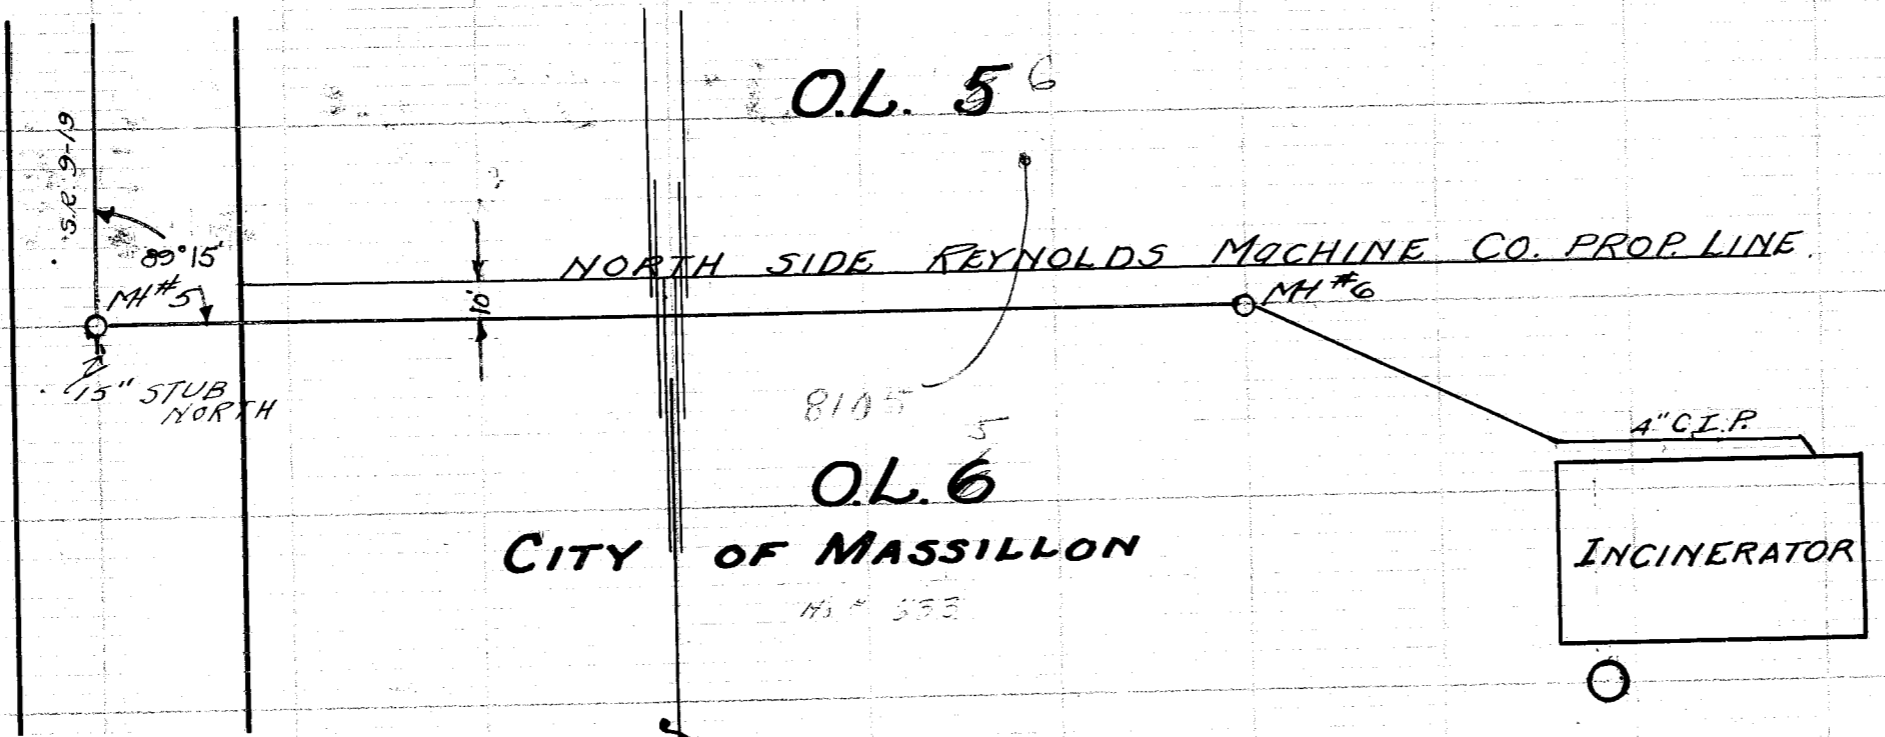 O.L. 5 6
S.R. 9-19
89°15'
NORTH SIDE REYNOLDS MACHINE CO. PROP. LINE.
MH #5
10'
MH #6
15" STUB
NORTH
8105
4" C.I.P.
5
O.L. 6
CITY OF MASSILLON
INCINERATOR
533